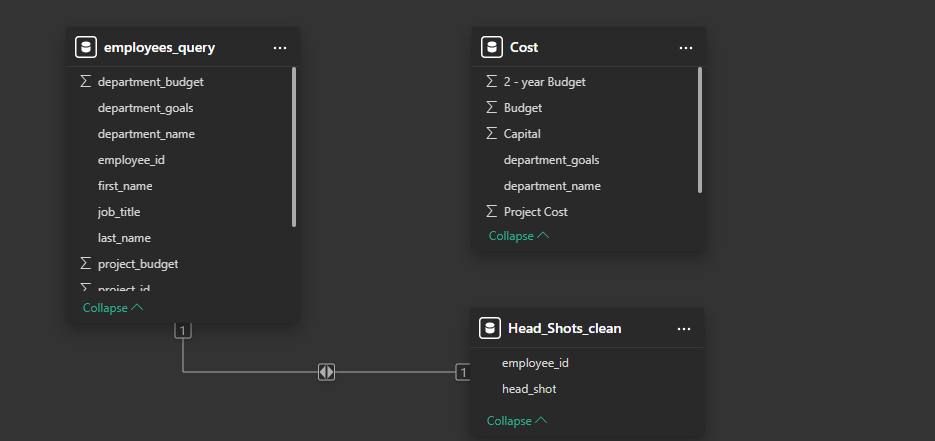 employees_query
Σ department_budget
department_goals
department_name
employee_id
first_name
job_title
last_name
Σ project_budget
Σ project_id
Collapse
1
1
Cost
Σ 2 - year Budget
Σ Budget
Σ Capital
department_goals
department_name
Σ Project Cost
Collapse
Head_Shots_clean
employee_id
head_shot
Collapse